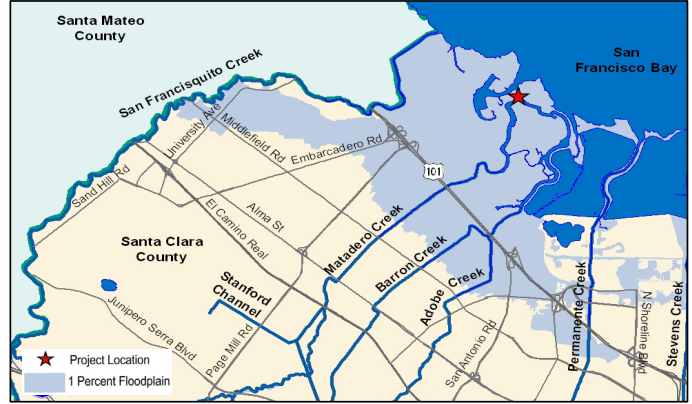 Santa Mateo
County
San
Francisco Bay
San Francisquito Creek
University Ave
Middlefield Rd
Embarcadero Rd
101
Sand Hill Rd
El Camino Real
Alma St
Santa Clara
County
Matadero Creek
Barron Creek
Adobe Creek
Stanford
Channel
Junipero Serra Blvd
Page Mill Rd
San Antonio Rd
Permanente Creek
N Shoreline Blvd
Stevens Creek
Project Location
1 Percent Floodplain